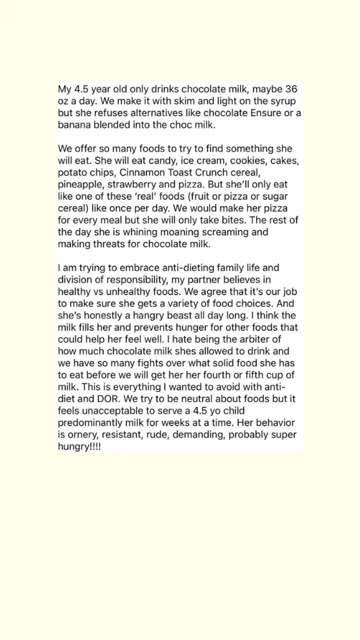 My 4.5 year old only drinks chocolate milk, maybe 36
oz a day. We make it with skim and light on the syrup
but she refuses alternatives like chocolate Ensure or a
banana blended into the choc milk.
We offer so many foods to try to find something she
will eat. She will eat candy, ice cream, cookies, cakes,
potato chips, Cinnamon Toast Crunch cereal,
pineapple, strawberry and pizza. But she'll only eat
like one of these 'real' foods (fruit or pizza or sugar
cereal) like once per day. We would make her pizza
for every meal but she will only take bites. The rest of
the day she is whining moaning screaming and
making threats for chocolate milk.
I am trying to embrace anti-dieting family life and
division of responsibility, my partner believes in
healthy vs unhealthy foods. We agree that it's our job
to make sure she gets a variety of food choices. And
she's honestly a hangry beast all day long. I think the
milk fills her and prevents hunger for other foods that
could help her feel well. I hate being the arbiter of
how much chocolate milk shes allowed to drink and
we have so many fights over what solid food she has
to eat before we will get her her fourth or fifth cup of
milk. This is everything I wanted to avoid with anti-
diet and DOR. We try to be neutral about foods but it
feels unacceptable to serve a 4.5 yo child
predominantly milk for weeks at a time. Her behavior
is ornery, resistant, rude, demanding, probably super
hungry!!!!